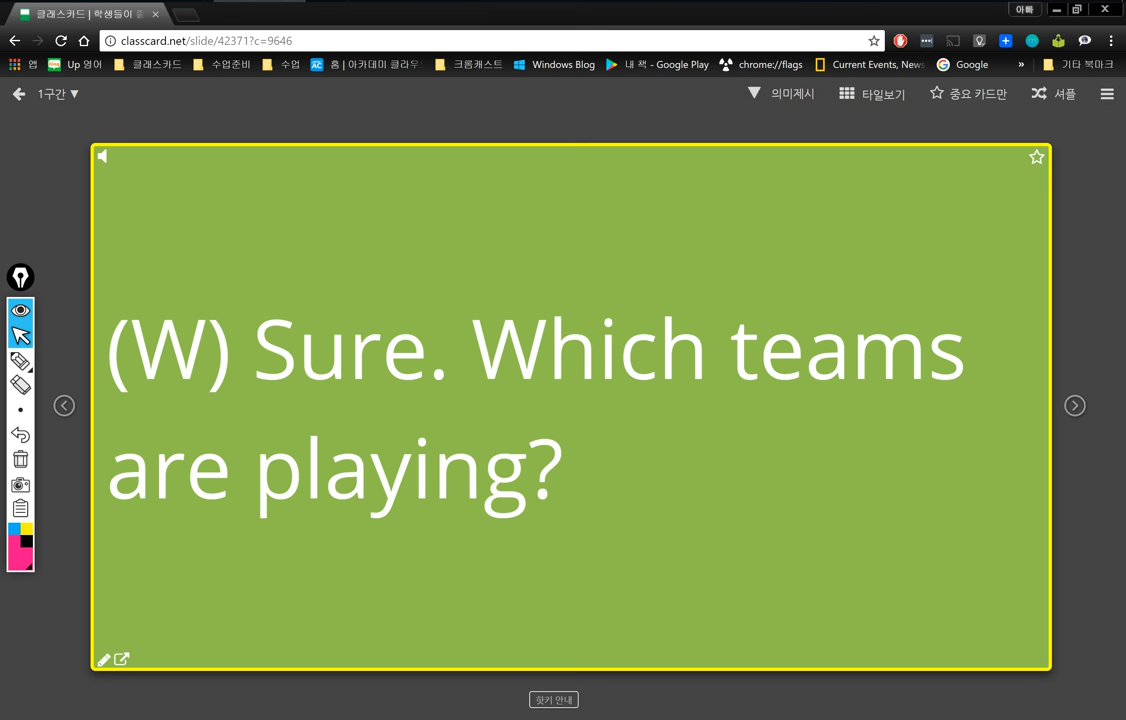 클래스카드 | 학생들이
아빠
classcard.net/slide/42371?c=9646
앱 Up 영어 클래스카드 수업준비 수업 홈 | 아카데미 클라우 크롬캐스트 Windows Blog 내 책 - Google Play chrome://flags Current Events, News Google » 기타 북마크
1구간 ▼ 의미제시 타일보기 중요 카드만 셔플
(W) Sure. Which teams
are playing?
핫키 안내